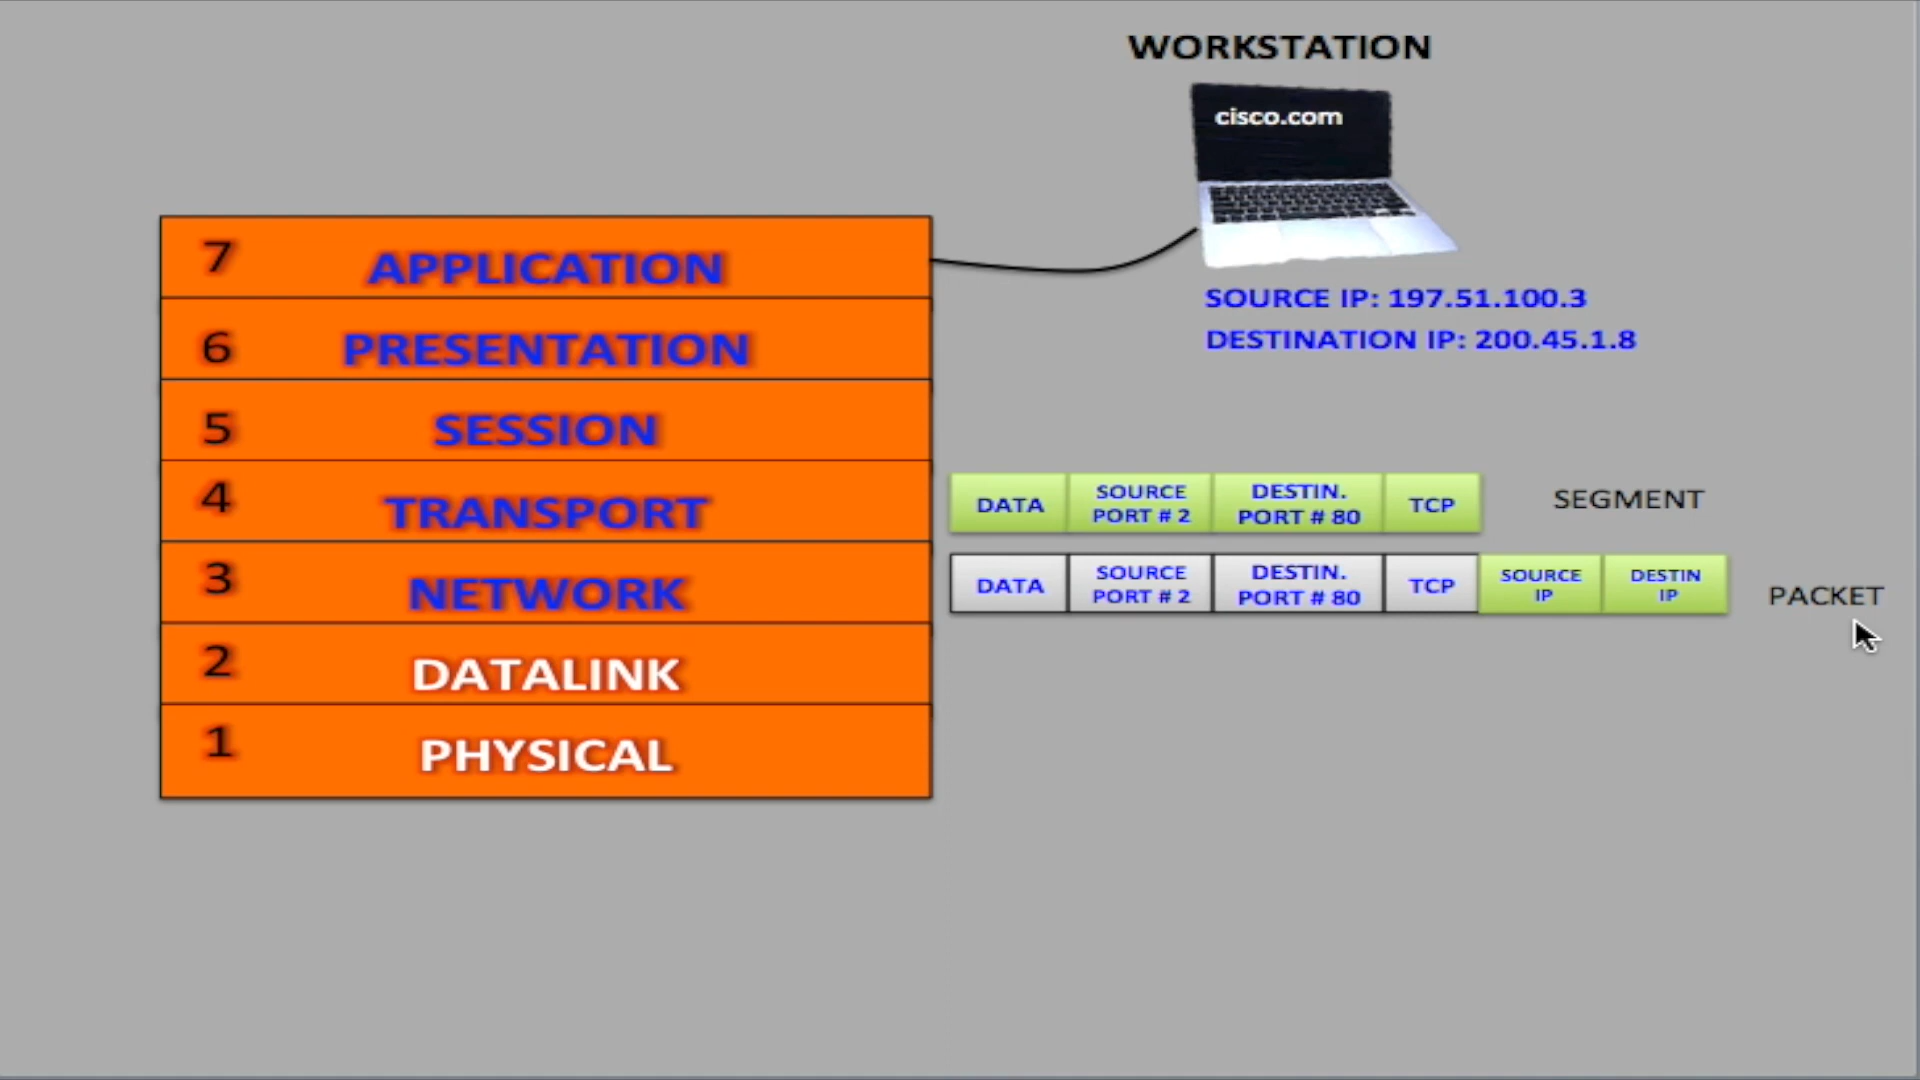 WORKSTATION
cisco.com
SOURCE IP: 197.51.100.3
DESTINATION IP: 200.45.1.8
7 APPLICATION
6 PRESENTATION
5 SESSION
4 TRANSPORT
DATA
SOURCE
PORT # 2
DESTIN.
PORT # 80
TCP
SEGMENT
3 NETWORK
DATA
SOURCE
PORT # 2
DESTIN.
PORT # 80
TCP
SOURCE
IP
DESTIN
IP
PACKET
2 DATALINK
1 PHYSICAL